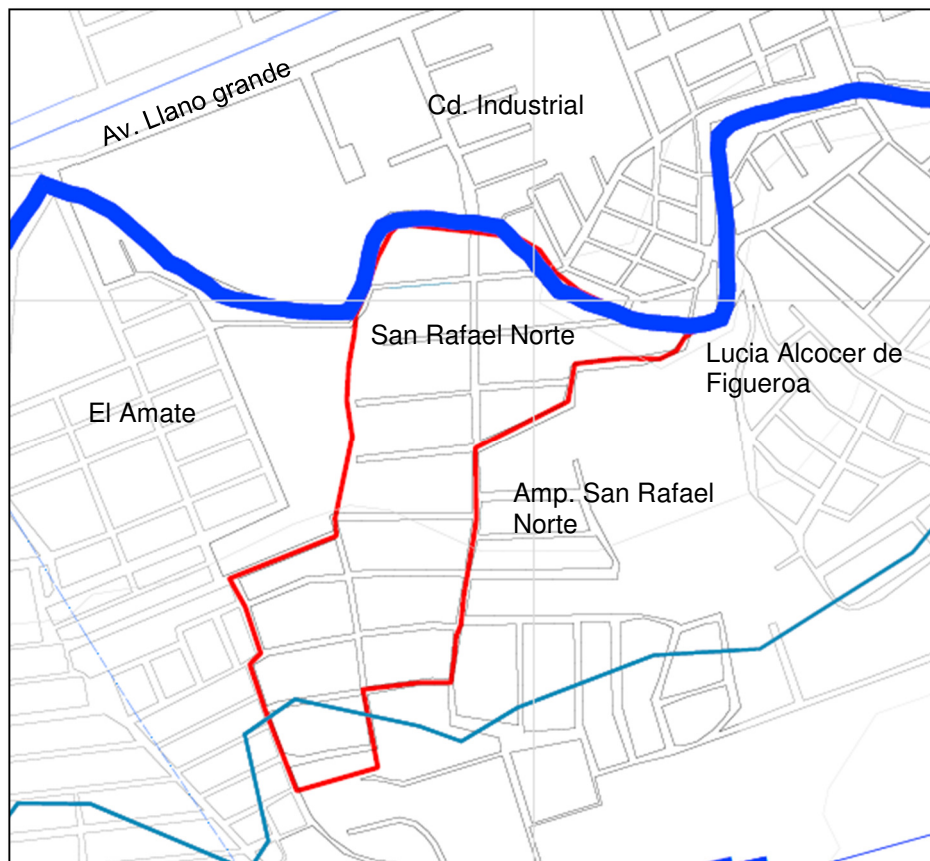 Av. Llano grande
Cd. Industrial
San Rafael Norte
Lucia Alcocer de
Figueroa
El Amate
Amp. San Rafael
Norte